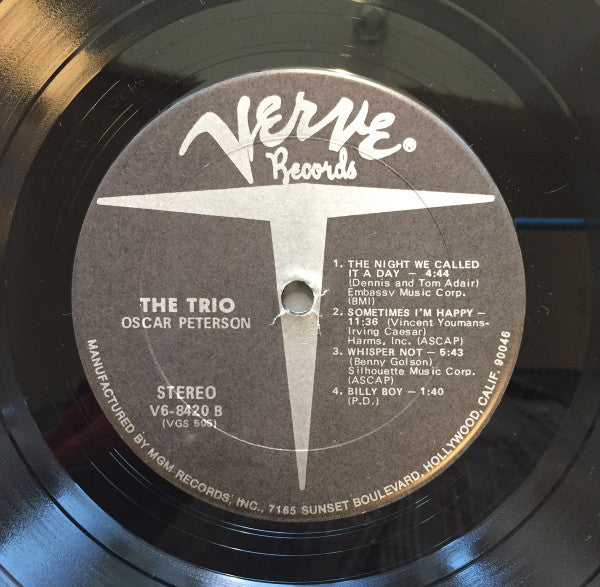 VERVE®
Records
THE TRIO
OSCAR PETERSON
STEREO
V6-8420 B
(VGS 595)
1. THE NIGHT WE CALLED
IT A DAY — 4:44
(Dennis and Tom Adair)
Embassy Music Corp.
(BMI)
2. SOMETIMES I'M HAPPY —
11:36 (Vincent Youmans-
Irving Caesar)
Harms, Inc. (ASCAP)
3. WHISPER NOT — 5:43
(Benny Golson)
Silhouette Music Corp.
(ASCAP)
4. BILLY BOY — 1:40
(P.D.)
MANUFACTURED BY MGM RECORDS, INC., 7165 SUNSET BOULEVARD, HOLLYWOOD, CALIF. 90046